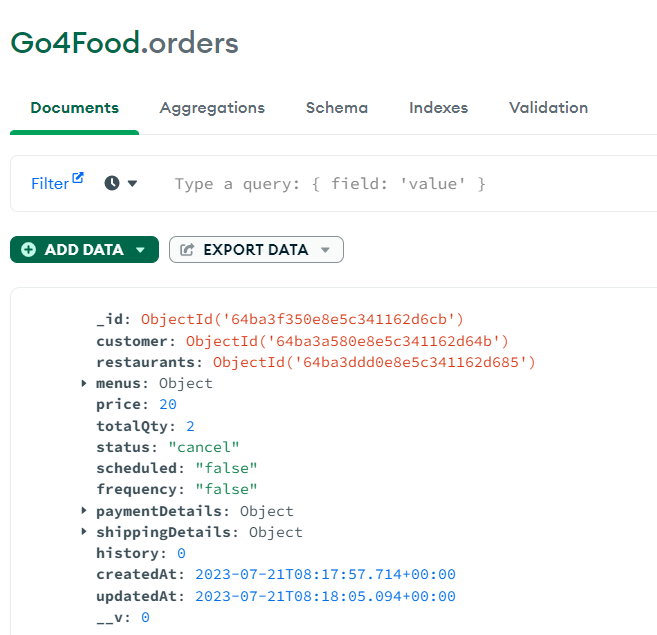 Go4Food.orders
Documents Aggregations Schema Indexes Validation
Filter Type a query: { field: 'value' }
ADD DATA EXPORT DATA
_id: ObjectId('64ba3f350e8e5c341162d6cb')
customer: ObjectId('64ba3a580e8e5c341162d64b')
restaurants: ObjectId('64ba3ddd0e8e5c341162d685')
menus: Object
price: 20
totalQty: 2
status: "cancel"
scheduled: "false"
frequency: "false"
paymentDetails: Object
shippingDetails: Object
history: 0
createdAt: 2023-07-21T08:17:57.714+00:00
updatedAt: 2023-07-21T08:18:05.094+00:00
__v: 0